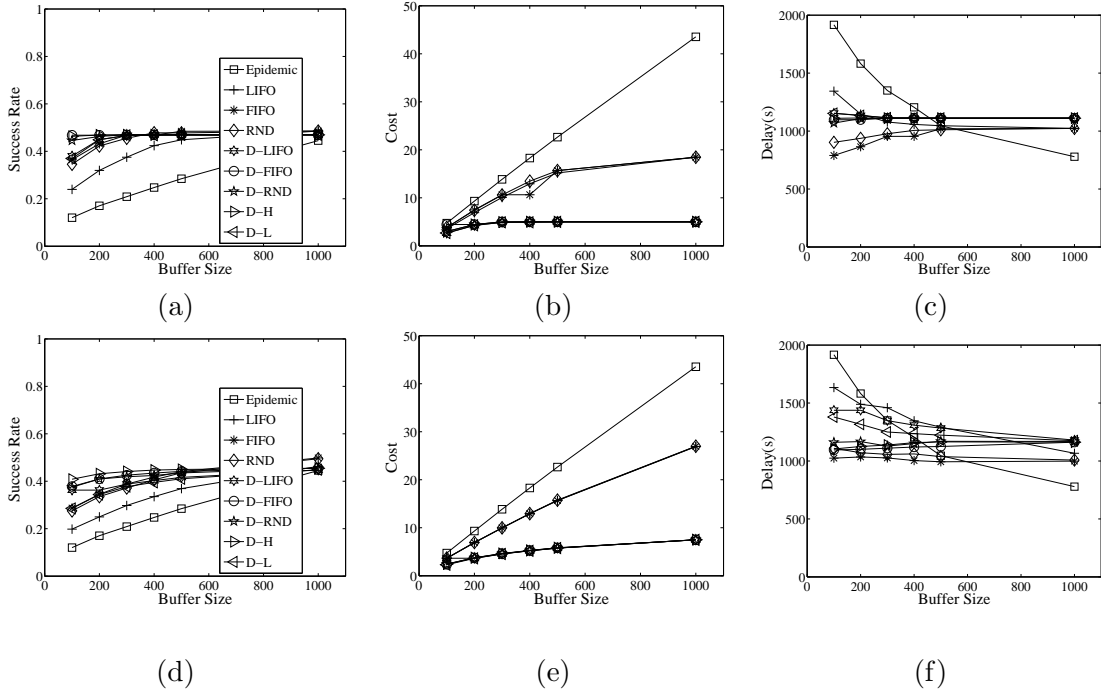 1
0.8
0.6
0.4
0.2
0
0 200 400 600 800 1000
Success Rate
Buffer Size
Epidemic
LIFO
FIFO
RND
D−LIFO
D−FIFO
D−RND
D−H
D−L
(a)
50
40
30
20
10
0
0 200 400 600 800 1000
Cost
Buffer Size
(b)
2000
1500
1000
500
0
0 200 400 600 800 1000
Delay(s)
Buffer Size
(c)
1
0.8
0.6
0.4
0.2
0
0 200 400 600 800 1000
Success Rate
Buffer Size
Epidemic
LIFO
FIFO
RND
D−LIFO
D−FIFO
D−RND
D−H
D−L
(d)
50
40
30
20
10
0
0 200 400 600 800 1000
Cost
Buffer Size
(e)
2000
1500
1000
500
0
0 200 400 600 800 1000
Delay(s)
Buffer Size
(f)